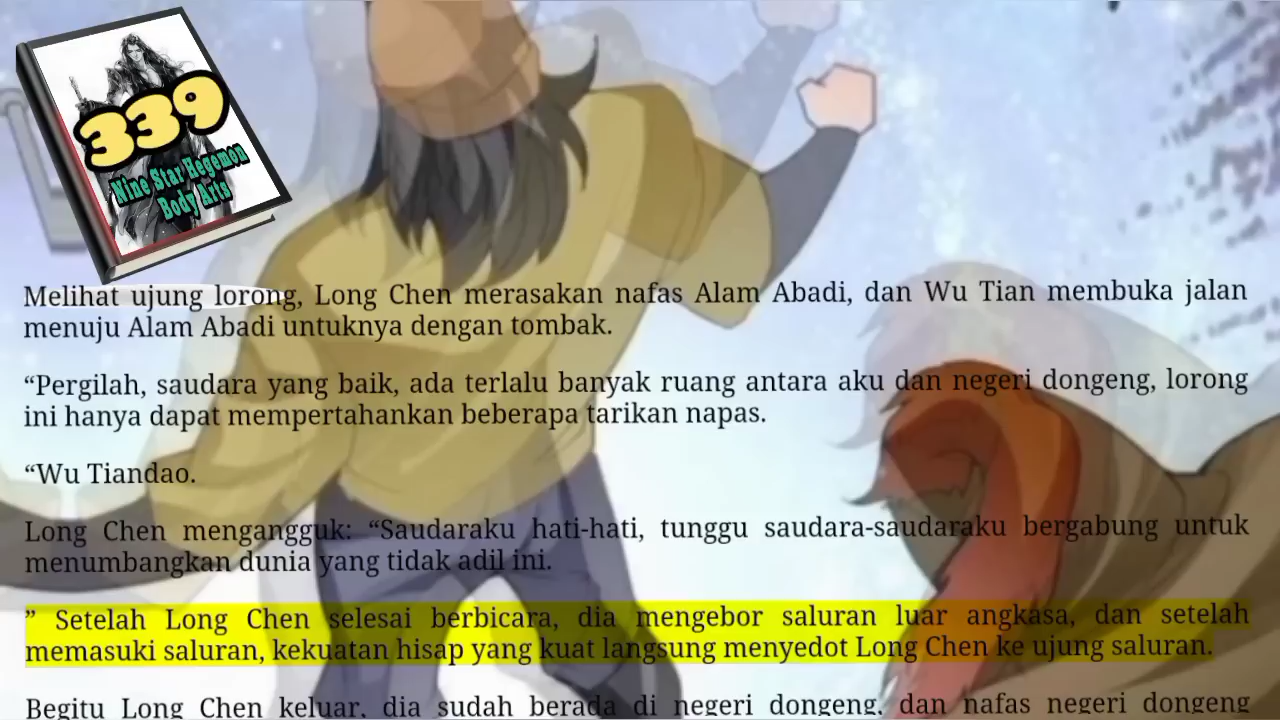 339
Nine Star Hegemon
Body Arts
Melihat ujung lorong, Long Chen merasakan nafas Alam Abadi, dan Wu Tian membuka jalan
menuju Alam Abadi untuknya dengan tombak.
“Pergilah, saudara yang baik, ada terlalu banyak ruang antara aku dan negeri dongeng, lorong
ini hanya dapat mempertahankan beberapa tarikan napas.
“Wu Tiandao.
Long Chen mengangguk: “Saudaraku hati-hati, tunggu saudara-saudaraku bergabung untuk
menumbangkan dunia yang tidak adil ini.
” Setelah Long Chen selesai berbicara, dia mengebor saluran luar angkasa, dan setelah
memasuki saluran, kekuatan hisap yang kuat langsung menyedot Long Chen ke ujung saluran.
Begitu Long Chen keluar, dia sudah berada di negeri dongeng, dan nafas negeri dongeng